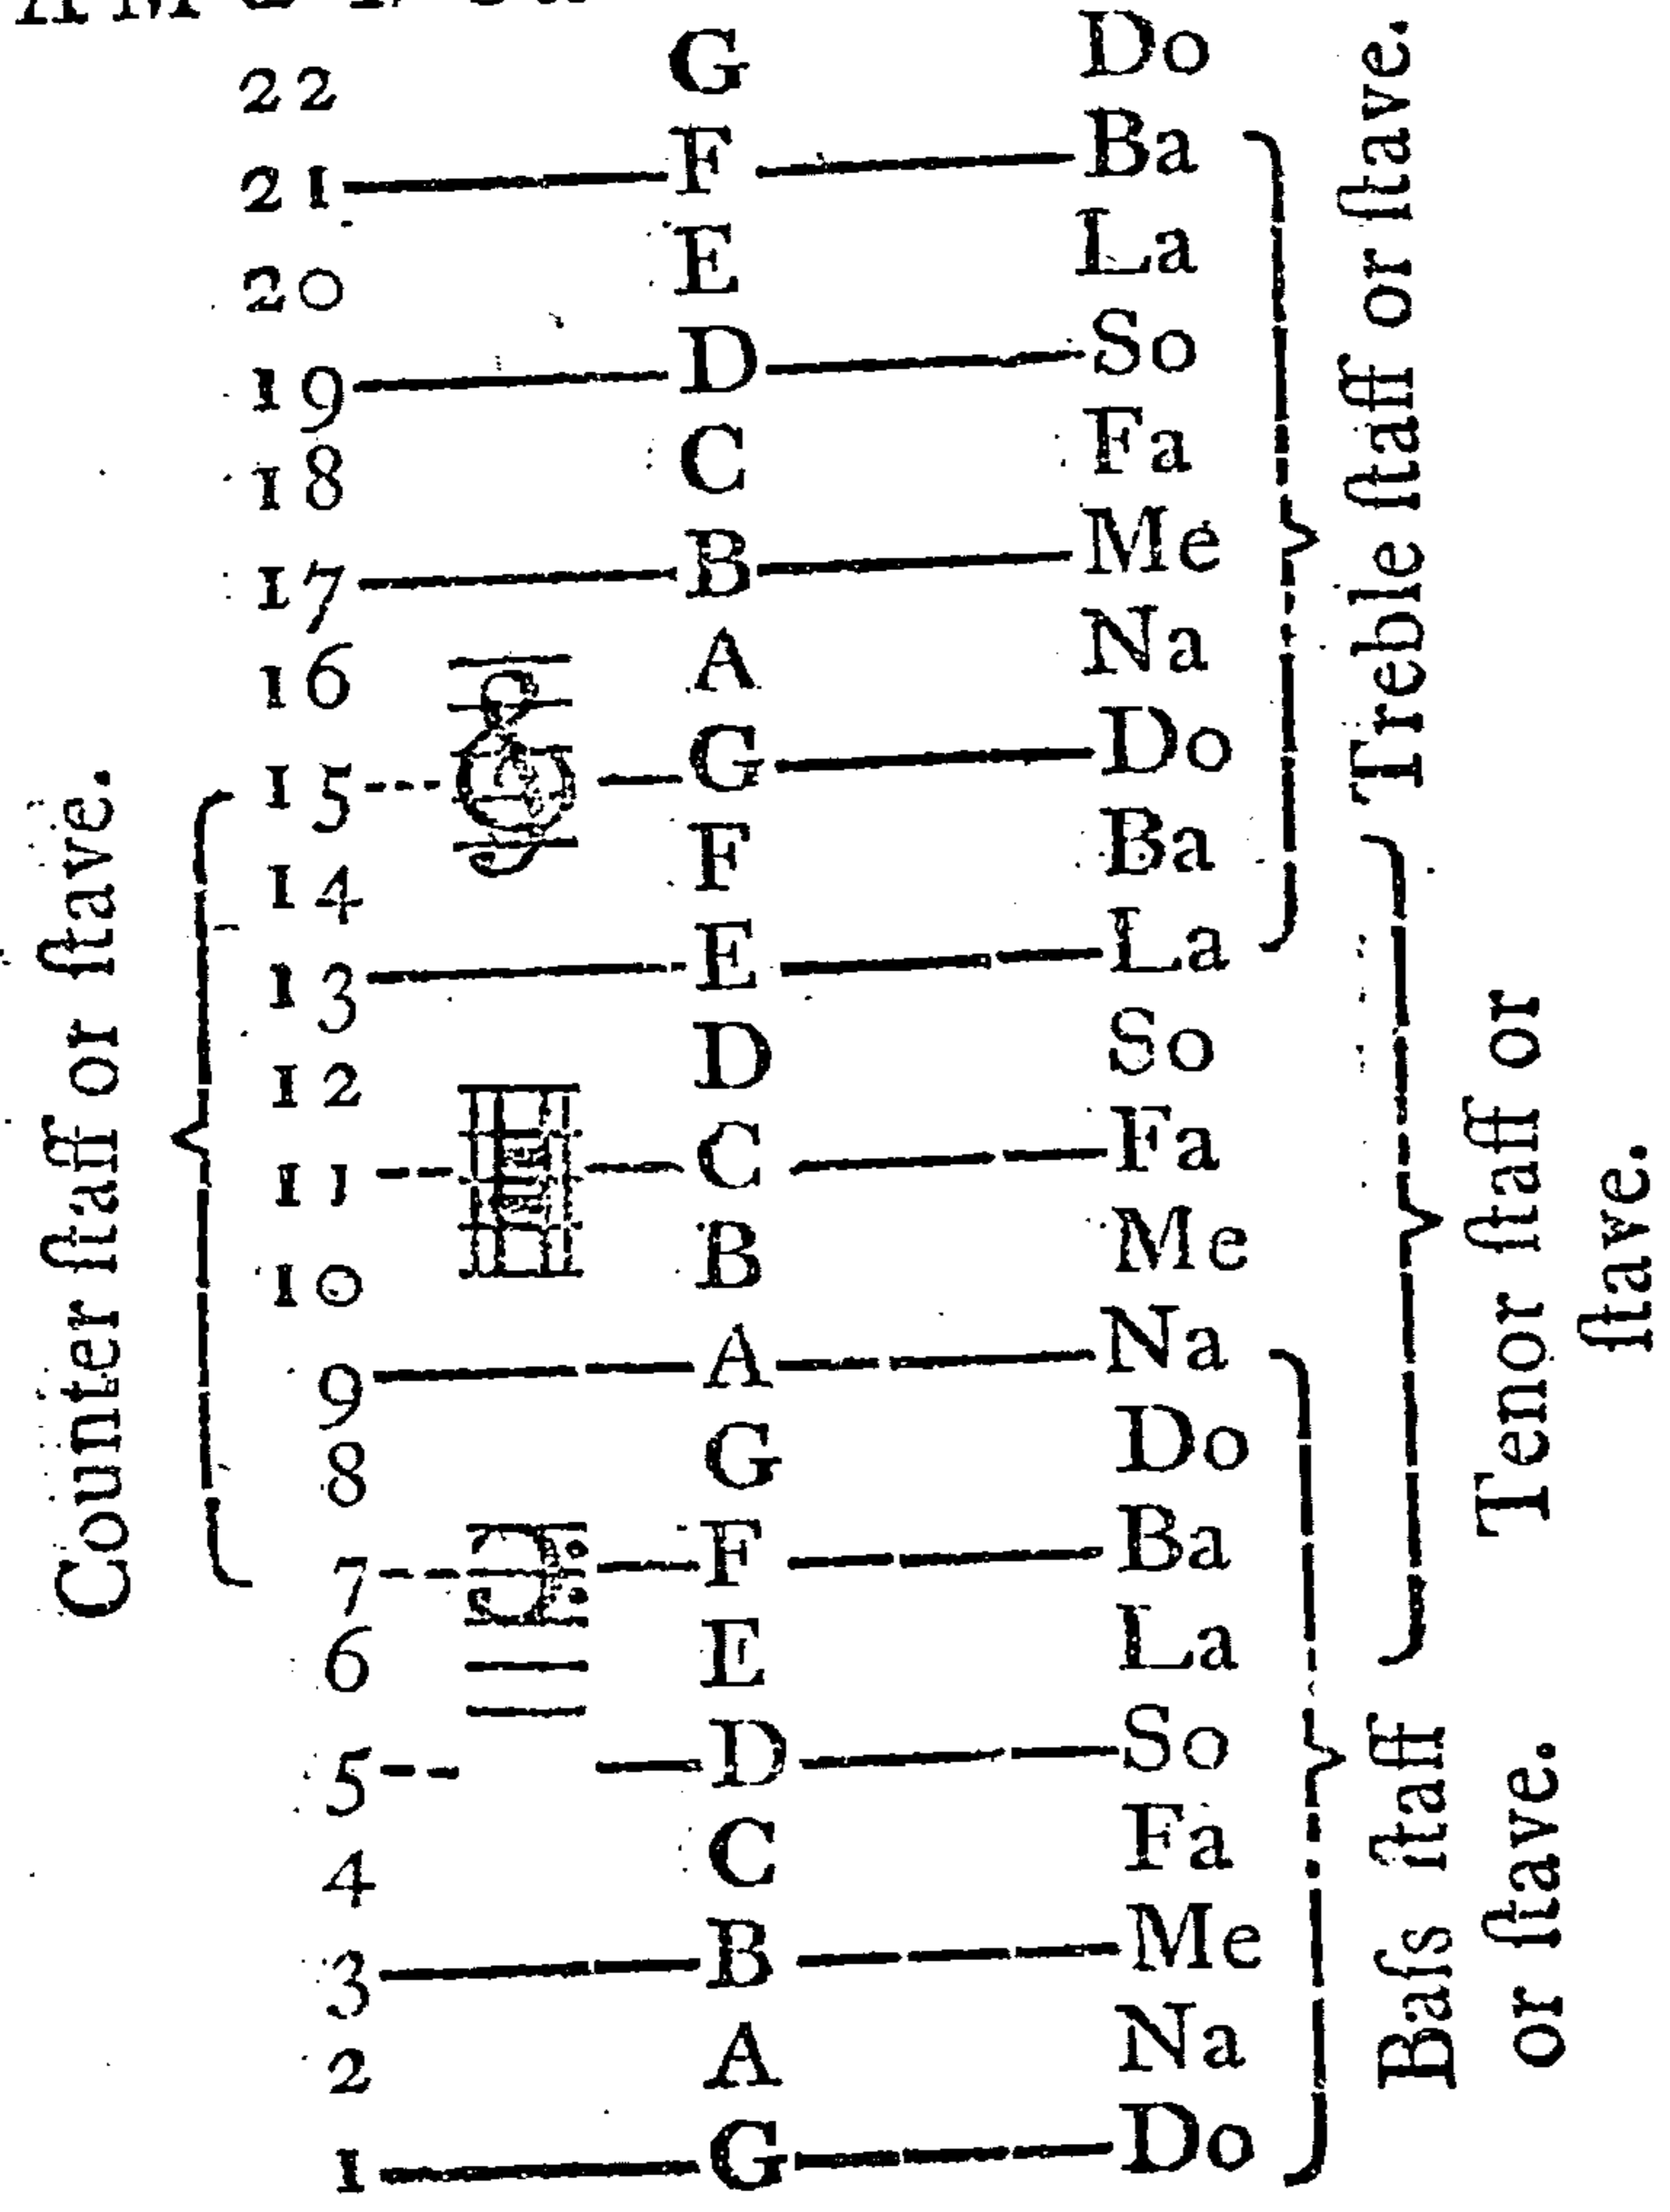 22 G Do
21 F Ba
20 E La
19 D So
18 C Fa
17 B Me
16 A Na
15 G Do
14 F Ba
13 E La
12 D So
11 C Fa
10 B Me
9 A Na
8 G Do
7 F Ba
6 E La
5 D So
4 C Fa
3 B Me
2 A Na
1 G Do
Counter ſtaff or ſtave.
Treble ſtaff or ſtave.
Tenor ſtaff or
ſtave.
Baſs ſtaff
or ſtave.